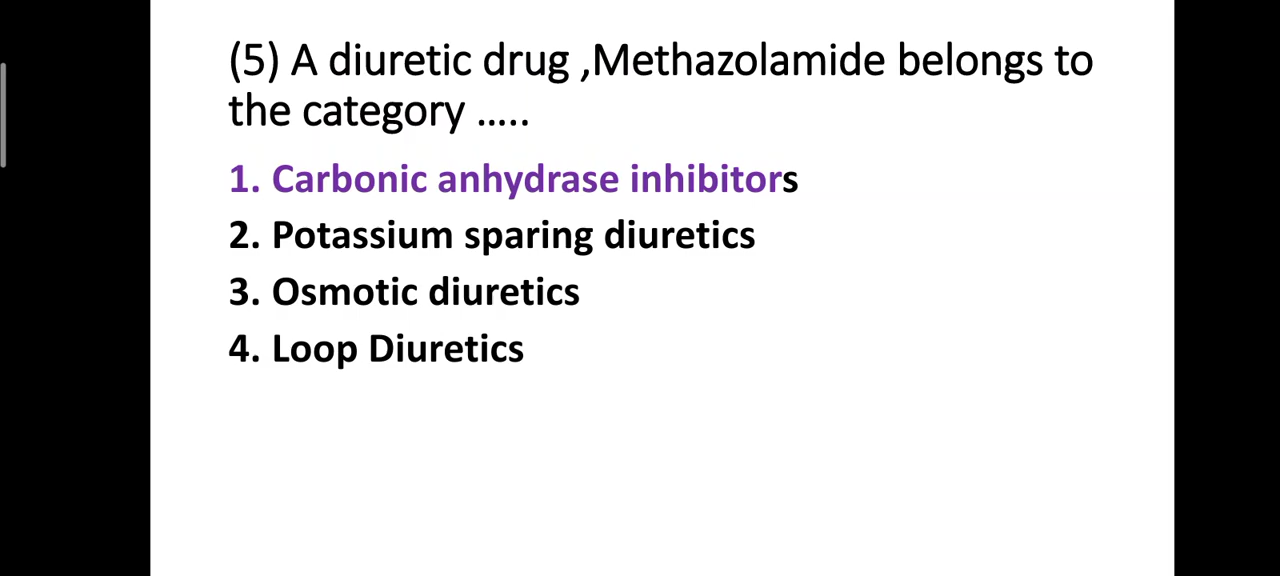 (5) A diuretic drug ,Methazolamide belongs to
the category .....
1. Carbonic anhydrase inhibitors
2. Potassium sparing diuretics
3. Osmotic diuretics
4. Loop Diuretics